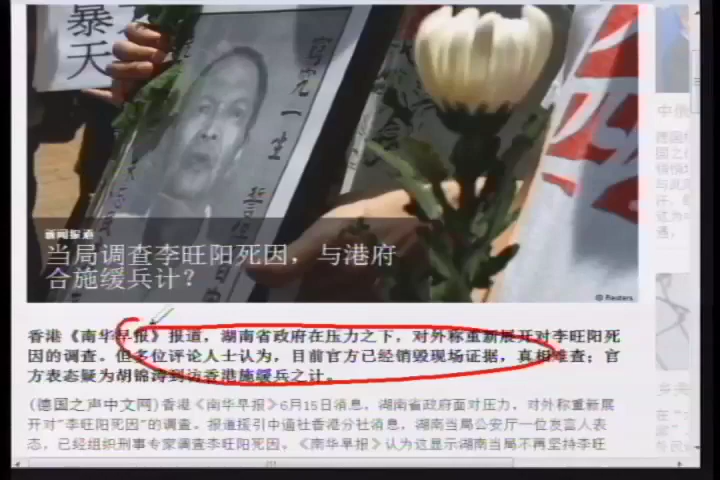 暴
天
冤
一
生
新闻报道
当局调查李旺阳死因，与港府
合施缓兵计？
© Reuters
香港《南华早报》报道，湖南省政府在压力之下，对外称重新展开对李旺阳死
因的调查。但多位评论人士认为，目前官方已经销毁现场证据，真相难查；官
方表态疑为胡锦涛到访香港施缓兵之计。
(德国之声中文网)香港《南华早报》6月15日消息，湖南省政府面对压力，对外称重新展
开对"李旺阳死因"的调查。报道援引中通社香港分社消息，湖南当局公安厅一位发言人表
态，已经组织刑事专家调查李旺阳死因。《南华早报》认为这显示湖南当局不再坚持李旺